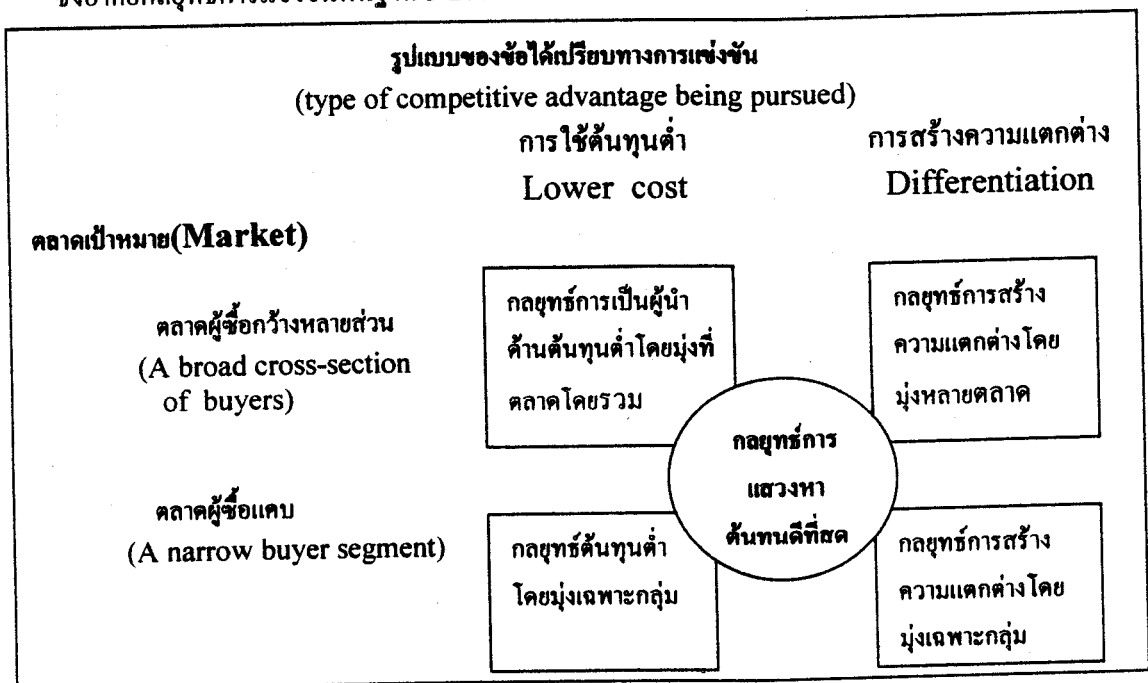 รูปแบบของข้อได้เปรียบทางการแข่งขัน
(type of competitive advantage being pursued)
การใช้ต้นทุนต่ำ
Lower cost
การสร้างความแตกต่าง
Differentiation
ตลาดเป้าหมาย(Market)
ตลาดผู้ซื้อกว้างหลายส่วน
(A broad cross-section
of buyers)
กลยุทธ์การเป็นผู้นำ
ด้านต้นทุนต่ำโดยมุ่งที่
ตลาดโดยรวม
กลยุทธ์การสร้าง
ความแตกต่างโดย
มุ่งหลายตลาด
กลยุทธ์การ
แสวงหา
ต้นทุนดีที่สุด
ตลาดผู้ซื้อแคบ
(A narrow buyer segment)
กลยุทธ์ต้นทุนต่ำ
โดยมุ่งเฉพาะกลุ่ม
กลยุทธ์การสร้าง
ความแตกต่างโดย
มุ่งเฉพาะกลุ่ม